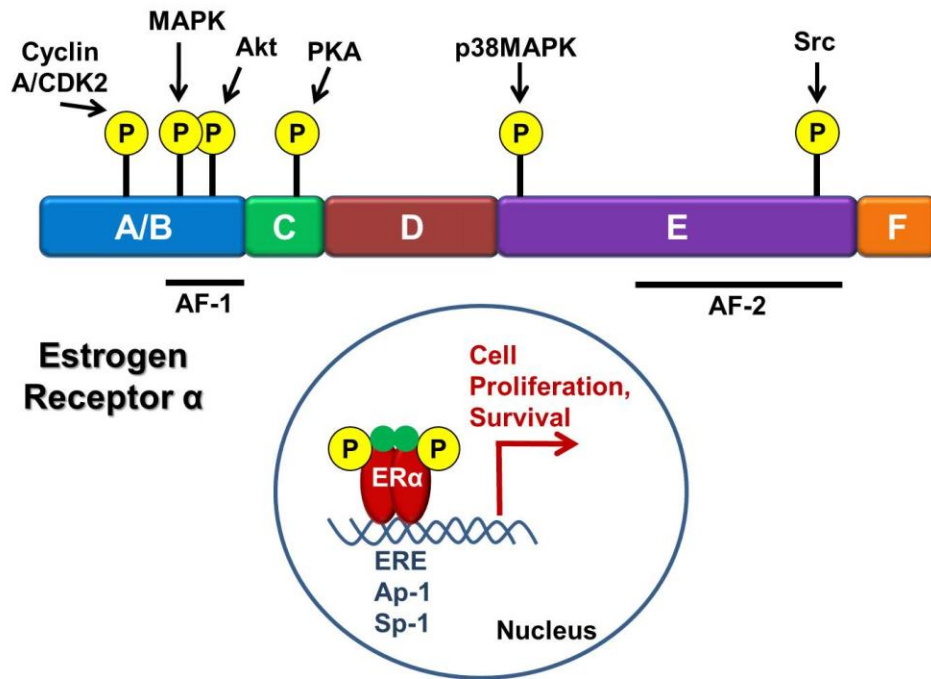 MAPK
Cyclin
A/CDK2
Akt
PKA
p38MAPK
Src
P
P
P
P
P
P
A/B
C
D
E
F
AF-1
AF-2
Estrogen
Receptor α
Cell
Proliferation,
Survival
P
P
ERα
ERE
Ap-1
Sp-1
Nucleus